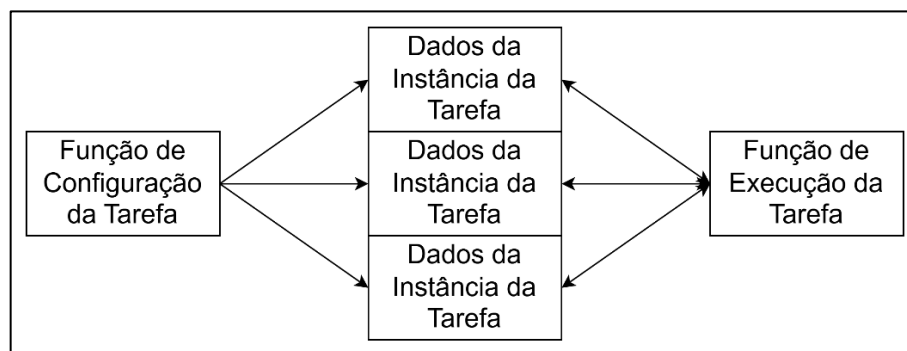 Função de
Configuração
da Tarefa
Dados da
Instância da
Tarefa
Dados da
Instância da
Tarefa
Dados da
Instância da
Tarefa
Função de
Execução da
Tarefa